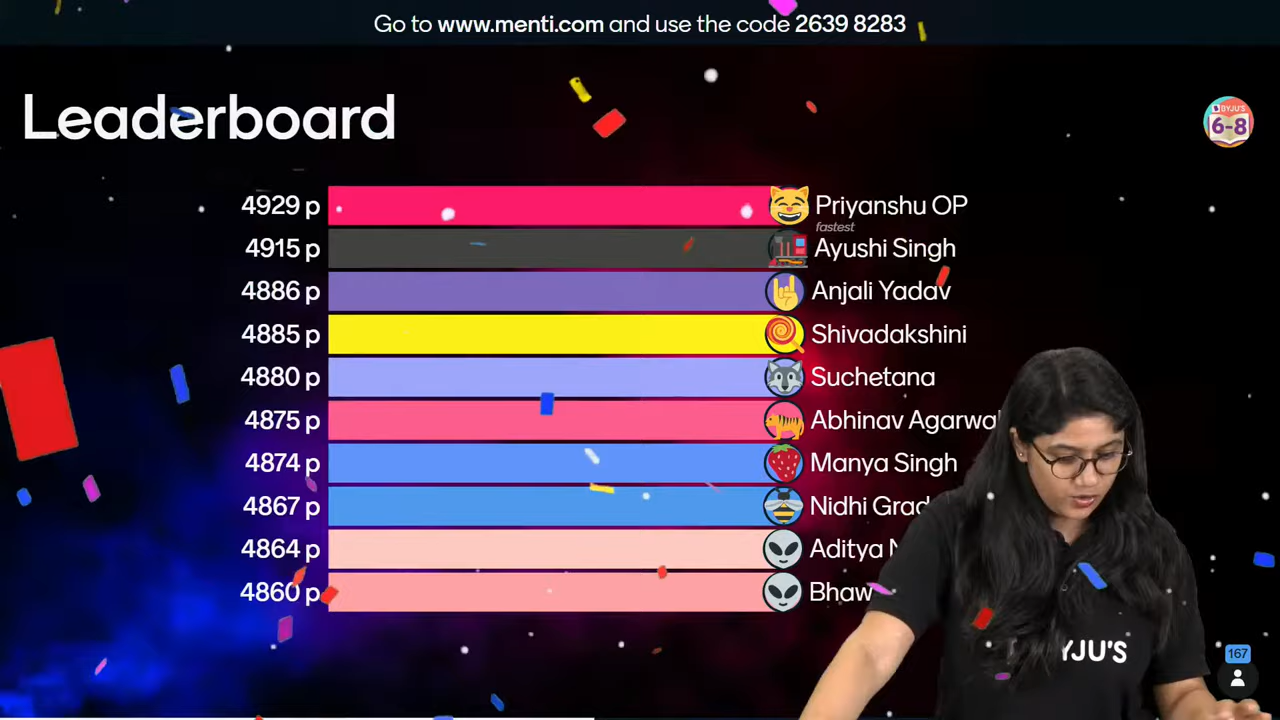 Go to www.menti.com and use the code 2639 8283
Leaderboard
BYJU'S
6-8
4929 p Priyanshu OP
fastest
4915 p Ayushi Singh
4886 p Anjali Yadav
4885 p Shivadakshini
4880 p Suchetana
4875 p Abhinav Agarwal
4874 p Manya Singh
4867 p Nidhi Grad
4864 p Aditya N
4860 p Bhaw
YJU'S
167